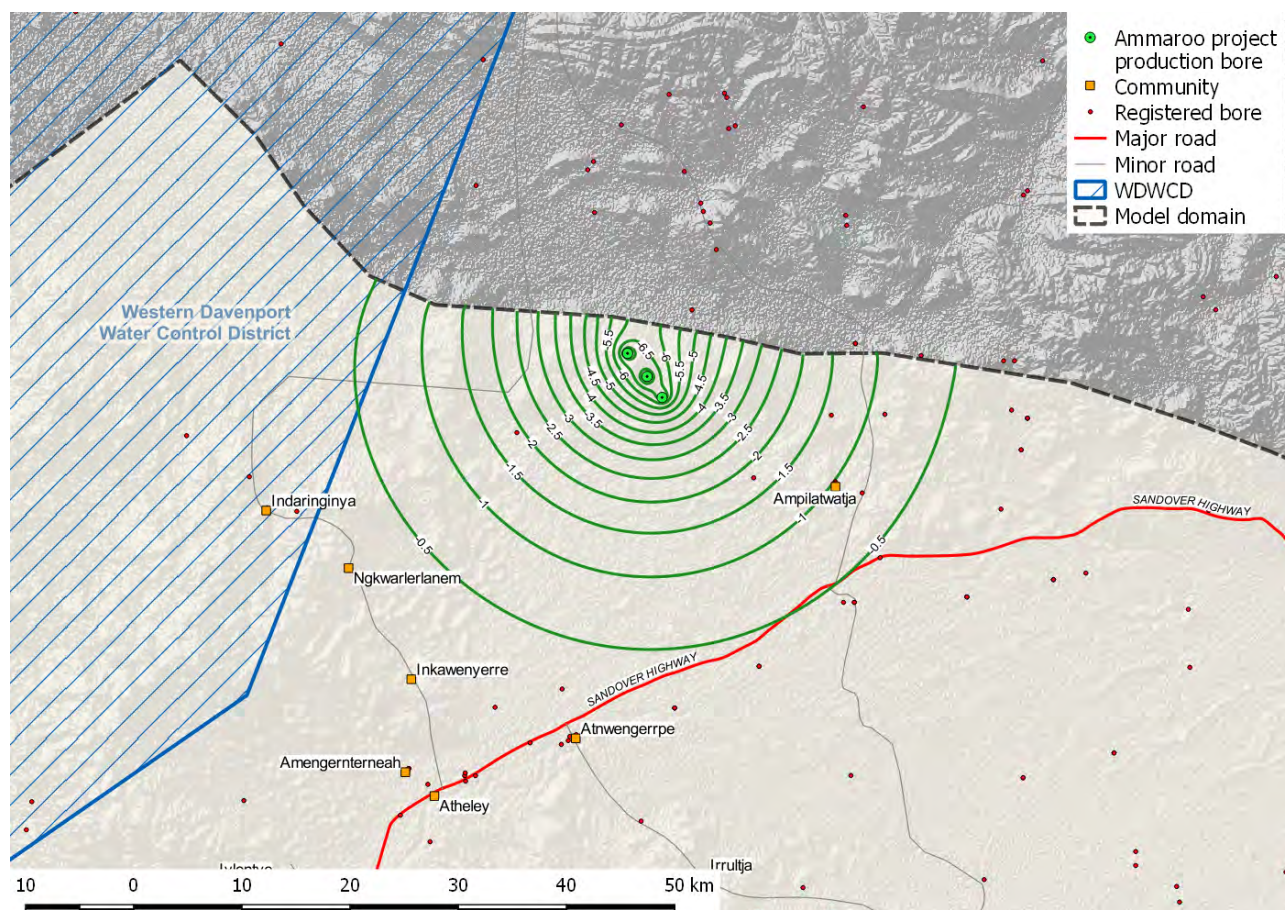 Ammaroo project
production bore
Community
Registered bore
Major road
Minor road
WDWCD
Model domain
Western Davenport
Water Control District
-5.5
-6.5
-6
-5.5
-5
-4.5
-5
-6
-4.5
-4
-3.5
-4
-3.5
-3
-3
-2.5
-2.5
-2
-2
-1.5
-1.5
-1
-1
-0.5
-0.5
Indaringinya
Ampilatwatja
SANDOVER HIGHWAY
Ngkwarlerlanem
Inkawenyerre
SANDOVER HIGHWAY
Atnwengerrpe
Amengernterneah
Atheley
Irrultja
10 0 10 20 30 40 50 km